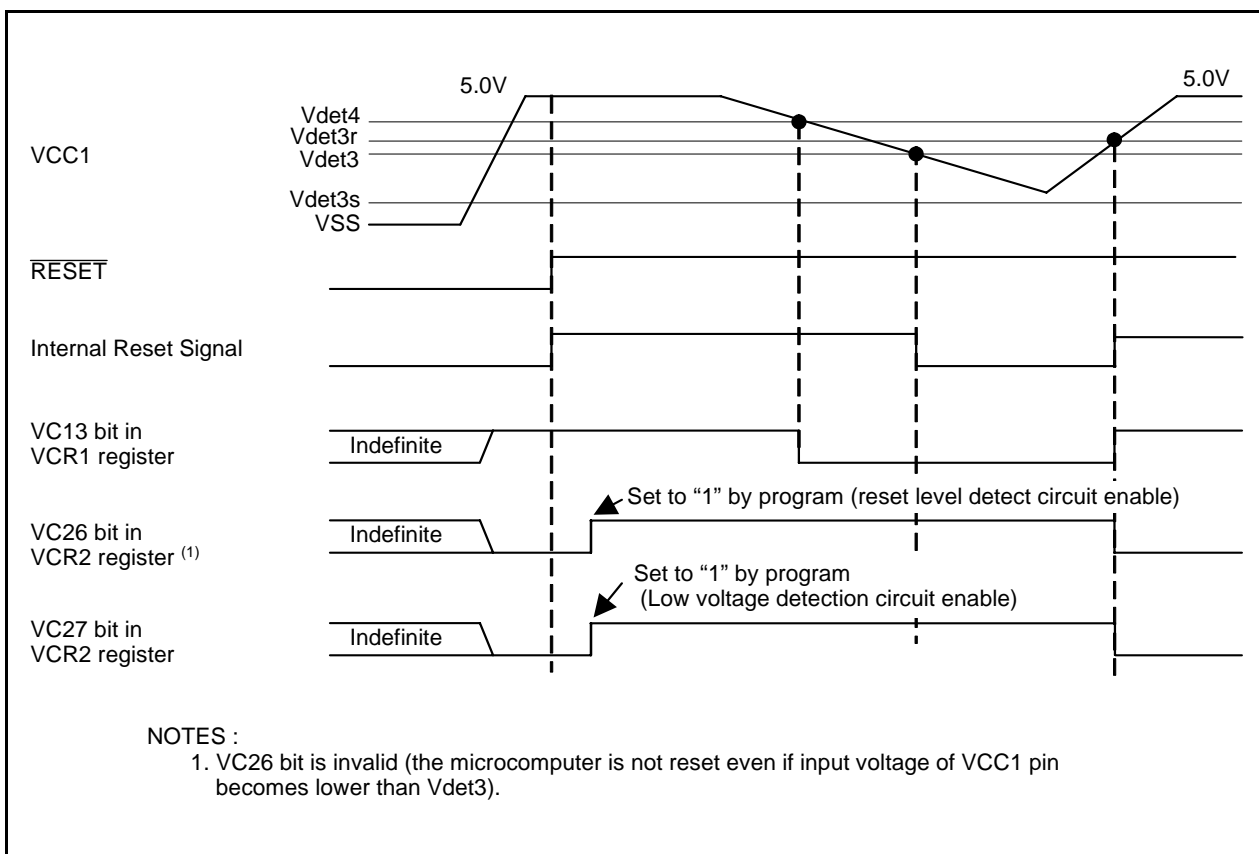 5.0V
5.0V
Vdet4
Vdet3r
VCC1
Vdet3
Vdet3s
VSS
RESET
Internal Reset Signal
VC13 bit in
VCR1 register
Indefinite
Set to “1” by program (reset level detect circuit enable)
VC26 bit in
VCR2 register (1)
Indefinite
Set to “1” by program
(Low voltage detection circuit enable)
VC27 bit in
VCR2 register
Indefinite
NOTES :
1. VC26 bit is invalid (the microcomputer is not reset even if input voltage of VCC1 pin
becomes lower than Vdet3).